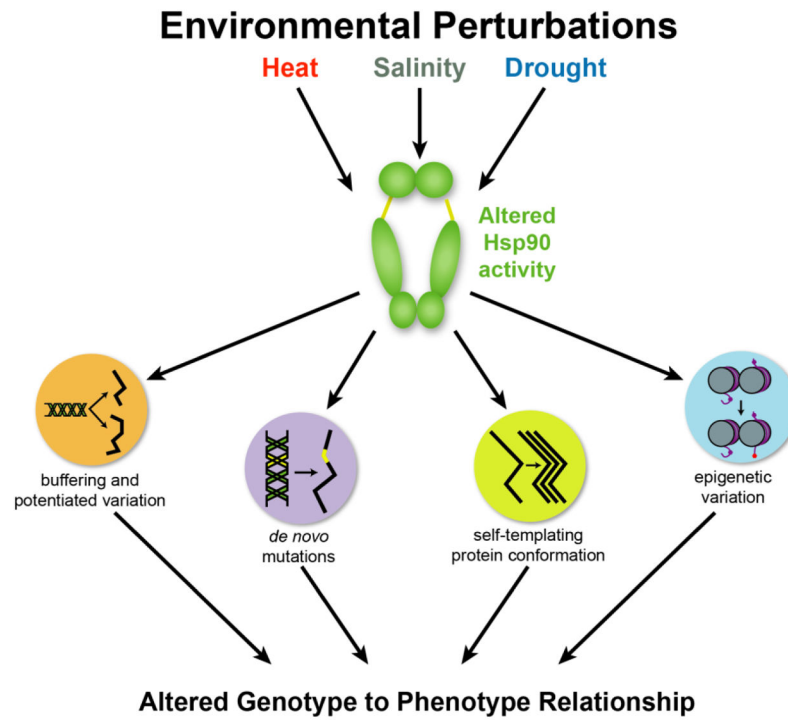 Environmental Perturbations
Heat Salinity Drought
Altered
Hsp90
activity
buffering and
potentiated variation
de novo
mutations
self-templating
protein conformation
epigenetic
variation
Altered Genotype to Phenotype Relationship